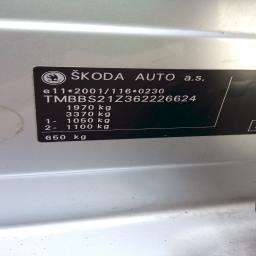 ŠKODA AUTO a.s.
e11*2001/116*0230
TMBBS21Z362226624
1970 kg
3370 kg
1- 1050 kg
2- 1100 kg
650 kg